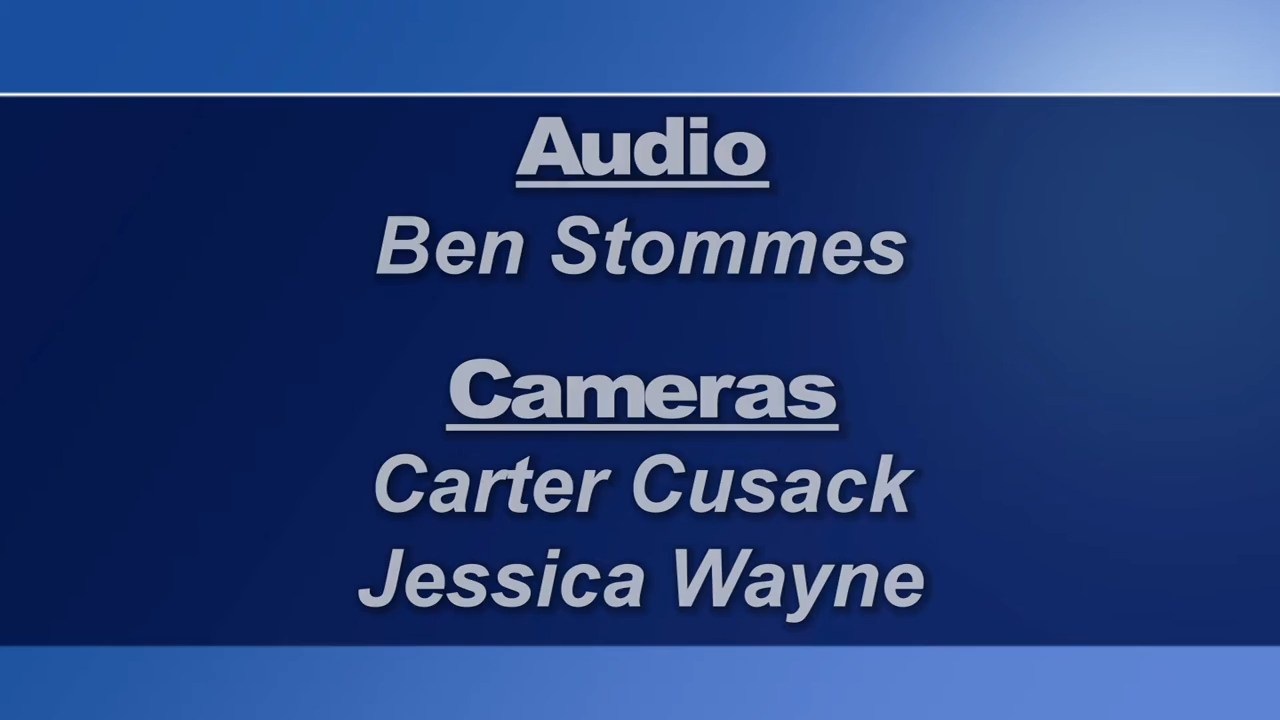 Audio
Ben Stommes
Cameras
Carter Cusack
Jessica Wayne